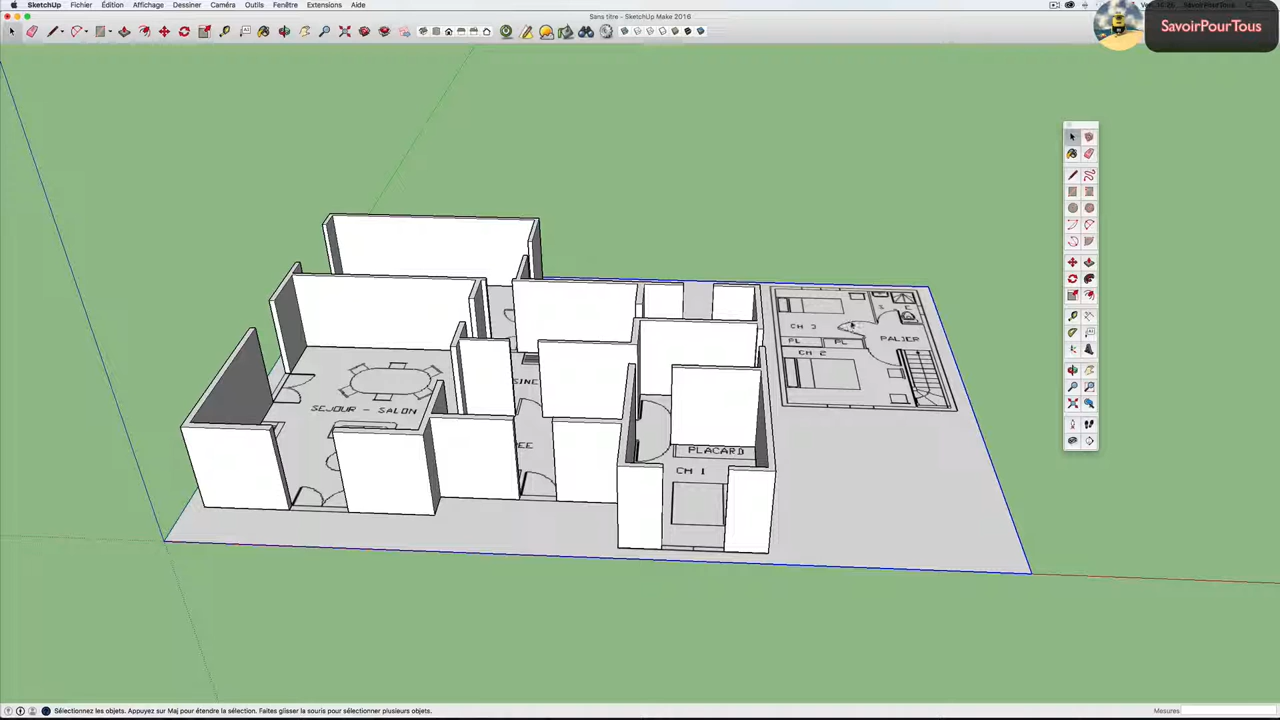 SketchUp Fichier Édition Affichage Dessiner Caméra Outils Fenêtre Extensions Aide
Sans titre - SketchUp Make 2016
SavoirPourTous
CH 3
PALIER
PL
PL
CH 2
SEJOUR - SALON
PLACARD
CH 1
Sélectionnez les objets. Appuyez sur Maj pour étendre la sélection. Faites glisser la souris pour sélectionner plusieurs objets.
Mesures